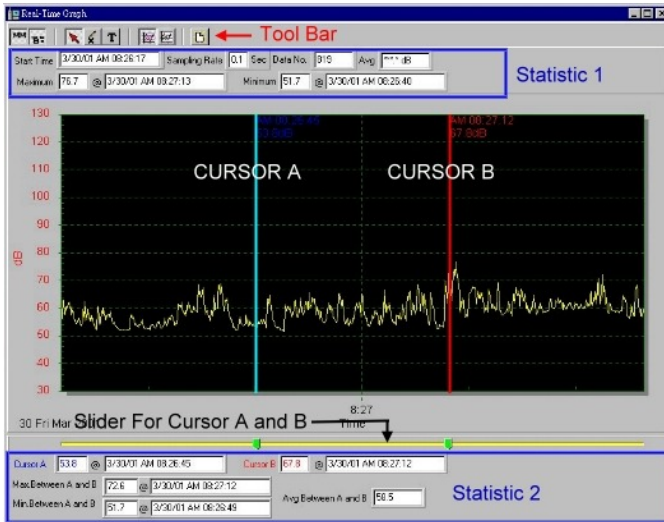 Real-Time Graph
Tool Bar
Start Time 3/30/01 AM 08:26:17 Sampling Rate 0.1 Sec Data No. 819 Avg **.* dB
Maximum 76.7 @ 3/30/01 AM 08:27:13 Minimum 51.7 @ 3/30/01 AM 08:26:40
Statistic 1
130
AM 08:26:45 AM 08:27:12
53.8dB 67.8dB
120
110
CURSOR A CURSOR B
100
90
80
dB
70
60
50
40
30
8:27
30 Fri Mar
Slider For Cursor A and B
Time
Cursor A 53.8 @ 3/30/01 AM 08:26:45 Cursor B 67.8 @ 3/30/01 AM 08:27:12
Max.Between A and B 72.6 @ 3/30/01 AM 08:27:12
Min.Between A and B 51.7 @ 3/30/01 AM 08:26:49
Avg Between A and B 58.5
Statistic 2